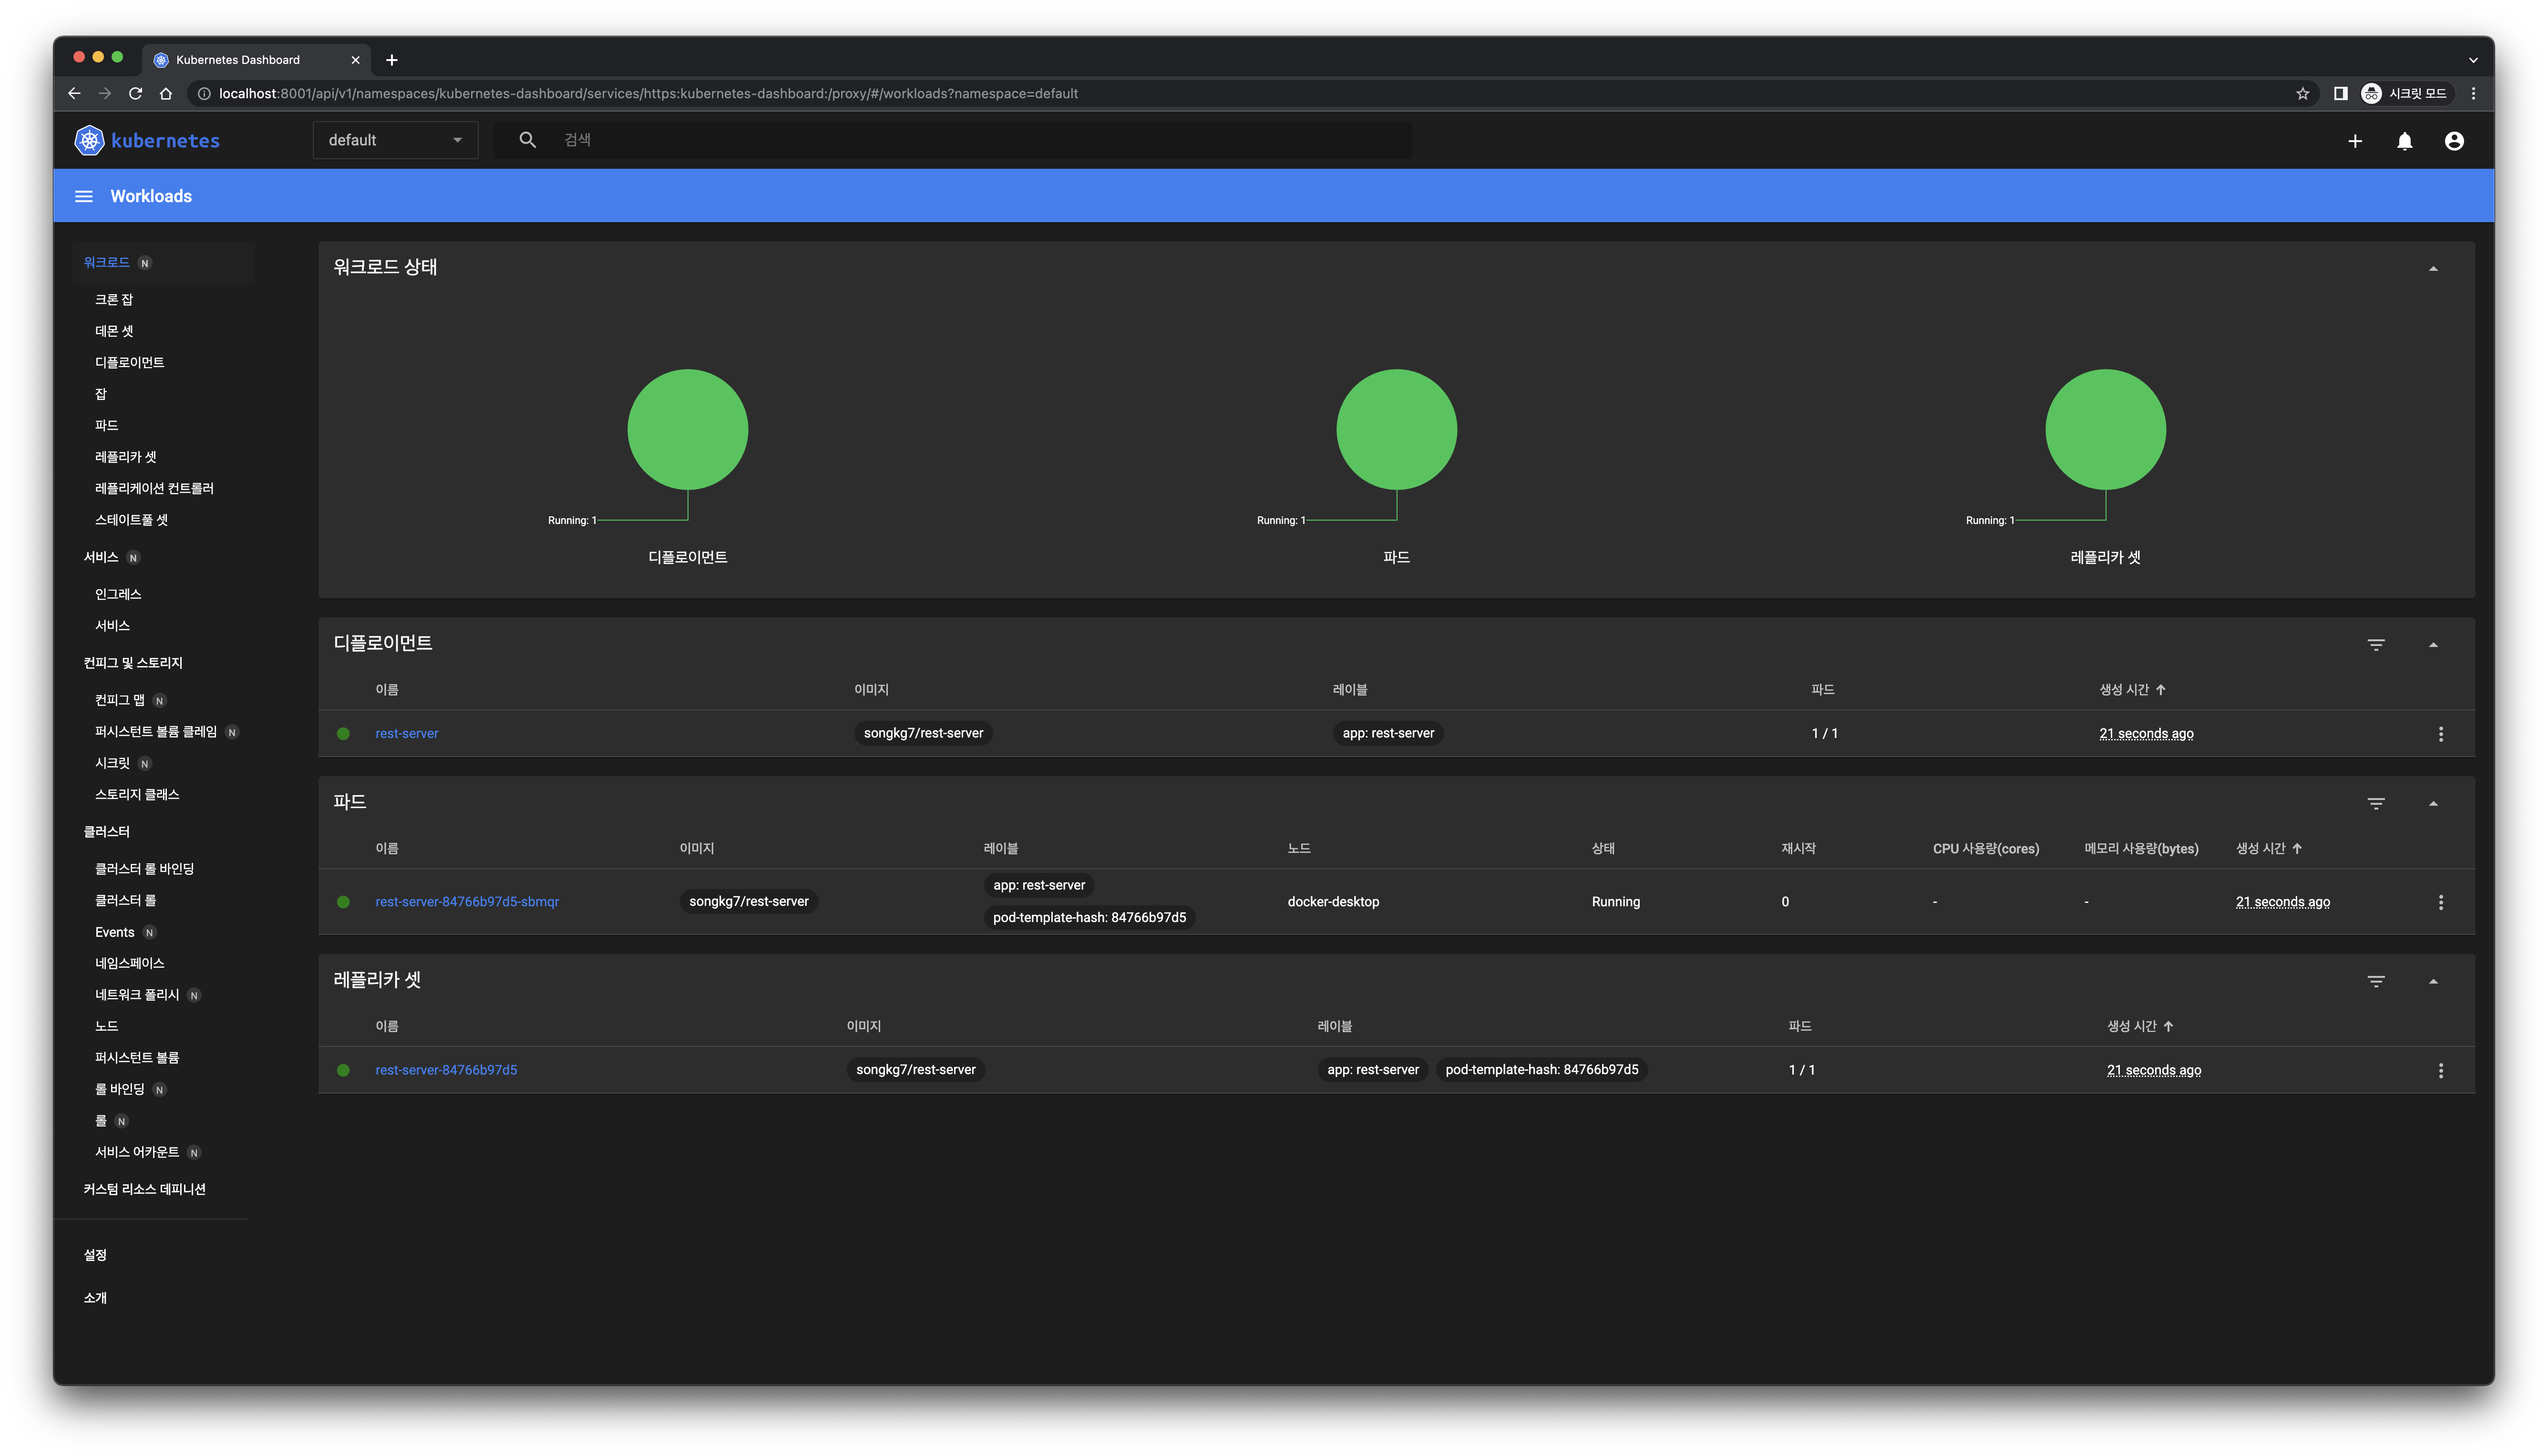 Kubernetes Dashboard
localhost:8001/api/v1/namespaces/kubernetes-dashboard/services/https:kubernetes-dashboard:/proxy/#/workloads?namespace=default
시크릿 모드
kubernetes
default
검색
Workloads
워크로드 N
크론 잡
데몬 셋
디플로이먼트
잡
파드
레플리카 셋
레플리케이션 컨트롤러
스테이트풀 셋
서비스 N
인그레스
서비스
컨피그 및 스토리지
컨피그 맵 N
퍼시스턴트 볼륨 클레임 N
시크릿 N
스토리지 클래스
클러스터
클러스터 롤 바인딩
클러스터 롤
Events N
네임스페이스
네트워크 폴리시 N
노드
퍼시스턴트 볼륨
롤 바인딩 N
롤 N
서비스 어카운트 N
커스텀 리소스 데피니션
설정
소개
워크로드 상태
Running: 1
디플로이먼트
Running: 1
파드
Running: 1
레플리카 셋
디플로이먼트
이름 이미지 레이블 파드 생성 시간
rest-server songkg7/rest-server app: rest-server 1 / 1 21 seconds ago
파드
이름 이미지 레이블 노드 상태 재시작 CPU 사용량(cores) 메모리 사용량(bytes) 생성 시간
app: rest-server
rest-server-84766b97d5-sbmqr songkg7/rest-server docker-desktop Running 0 - - 21 seconds ago
pod-template-hash: 84766b97d5
레플리카 셋
이름 이미지 레이블 파드 생성 시간
rest-server-84766b97d5 songkg7/rest-server app: rest-server pod-template-hash: 84766b97d5 1 / 1 21 seconds ago